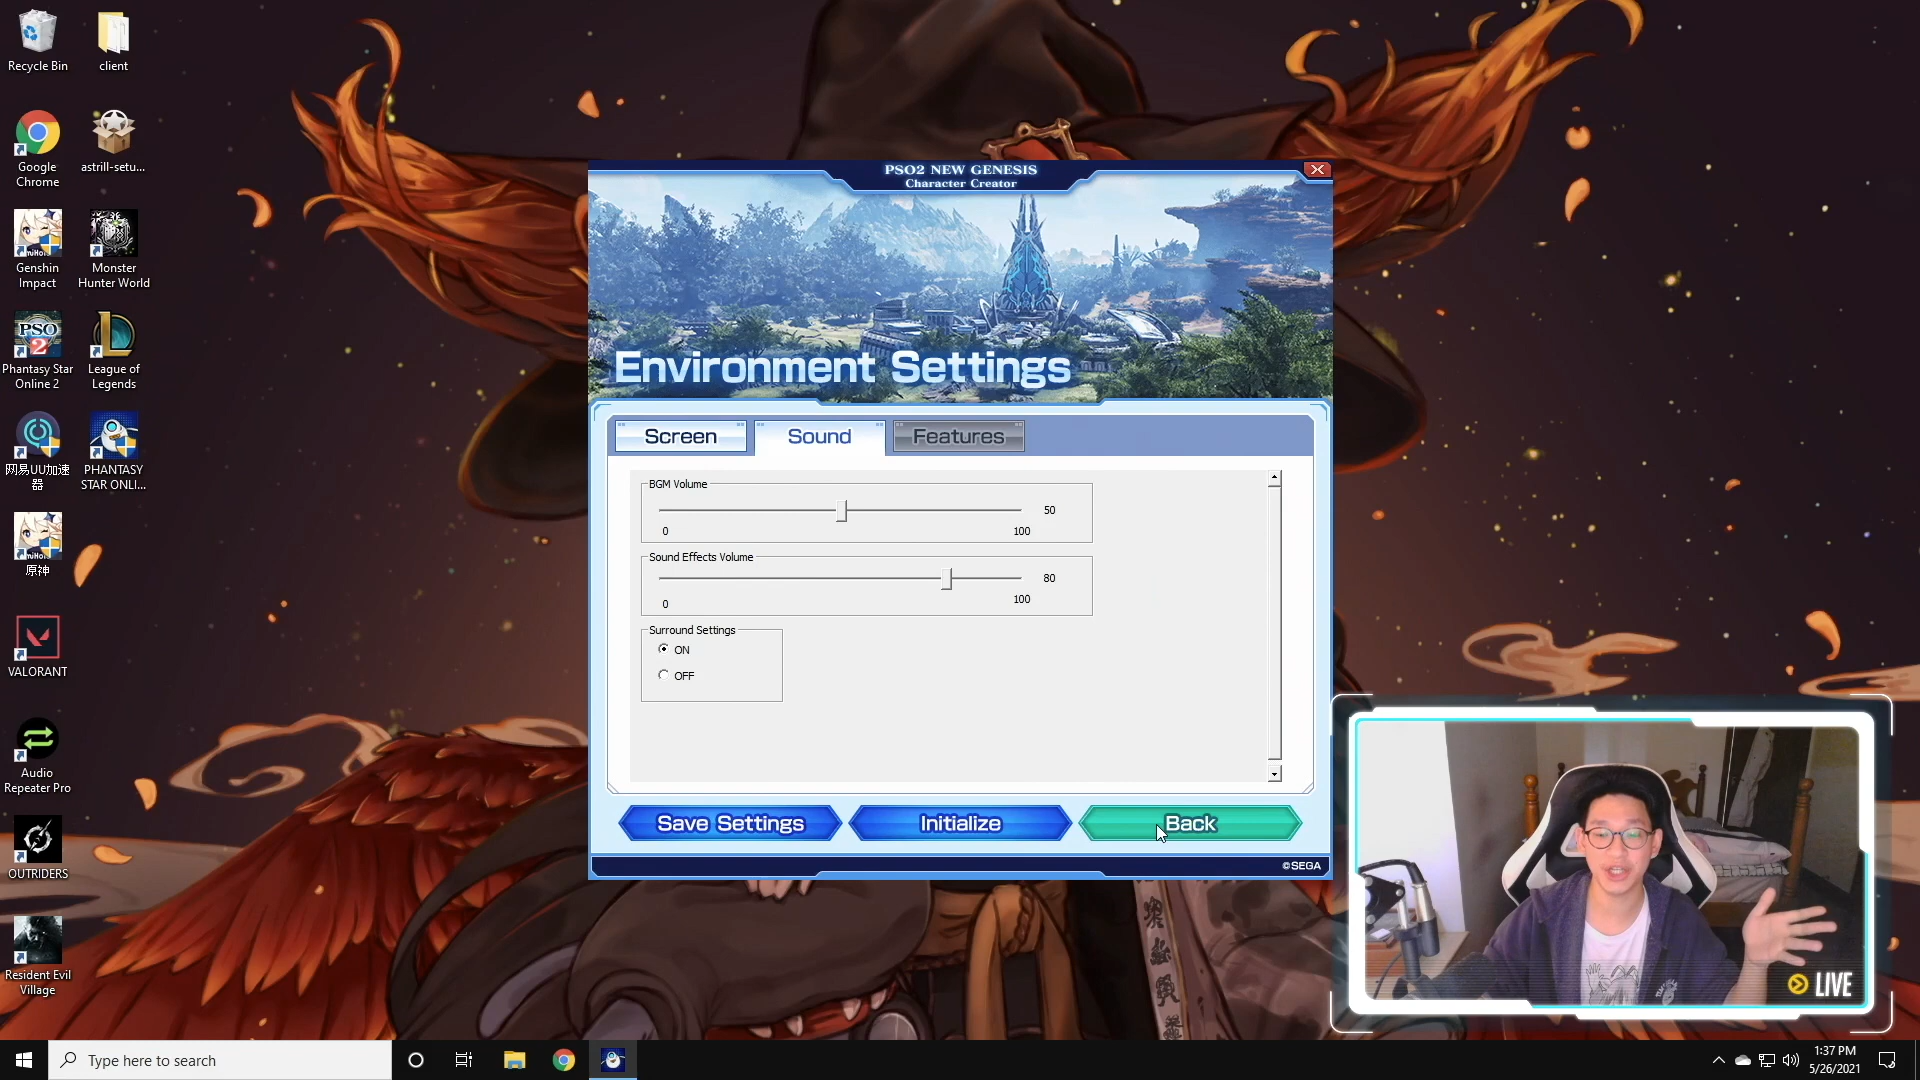 Recycle Bin
client
Google
Chrome
astrill-setu...
Genshin
Impact
Monster
Hunter World
PSO
2
Phantasy Star
Online 2
League of
Legends
网易UU加速
器
PHANTASY
STAR ONLI...
原神
VALORANT
Audio
Repeater Pro
OUTRIDERS
Resident Evil
Village
PSO2 NEW GENESIS
Character Creator
Environment Settings
Screen
Sound
Features
BGM Volume
50
0
100
Sound Effects Volume
80
0
100
Surround Settings
ON
OFF
Save Settings
Initialize
Back
©SEGA
LIVE
Type here to search
1:37 PM
5/26/2021